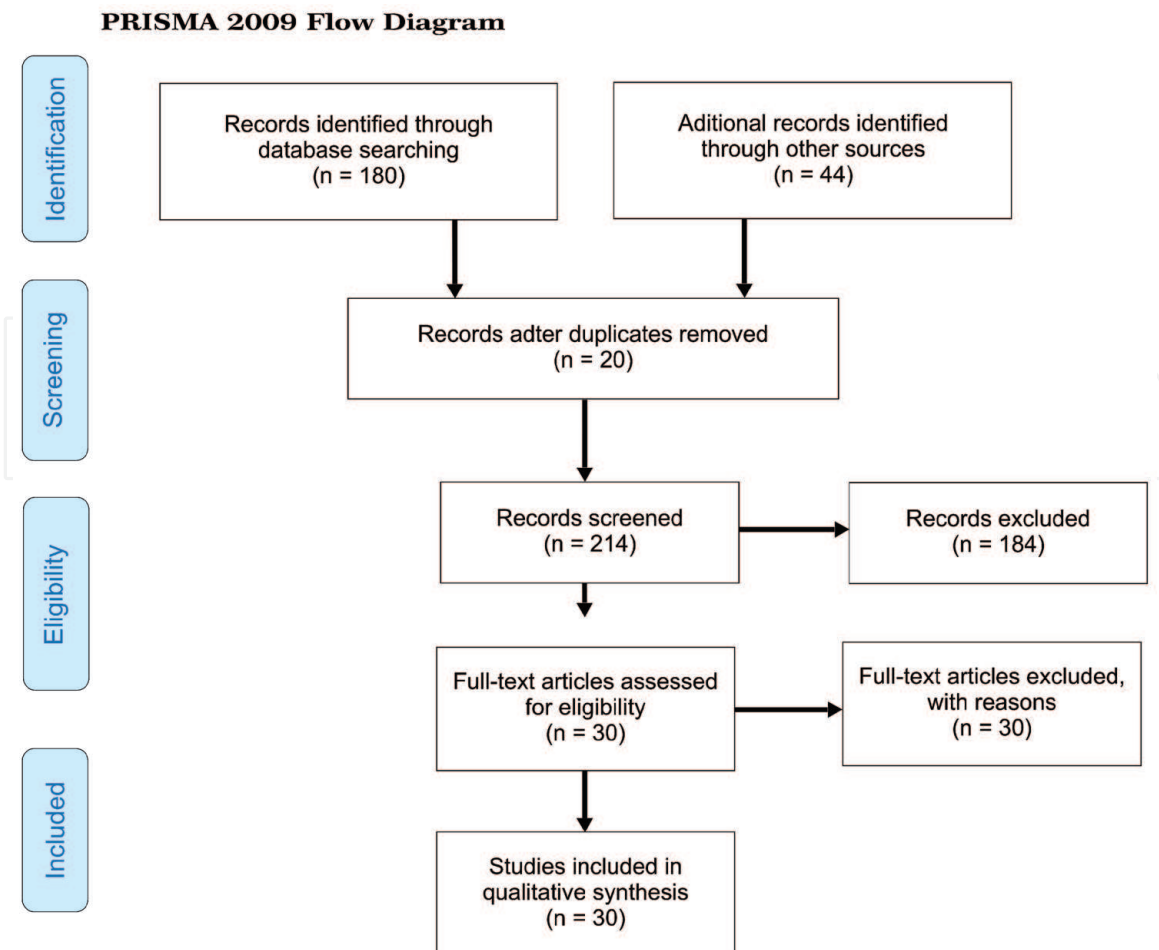 PRISMA 2009 Flow Diagram
Identification
Records identified through
database searching
(n = 180)
Aditional records identified
through other sources
(n = 44)
Screening
Records adter duplicates removed
(n = 20)
Records screened
(n = 214)
Records excluded
(n = 184)
Eligibility
Full-text articles assessed
for eligibility
(n = 30)
Full-text articles excluded,
with reasons
(n = 30)
Included
Studies included in
qualitative synthesis
(n = 30)